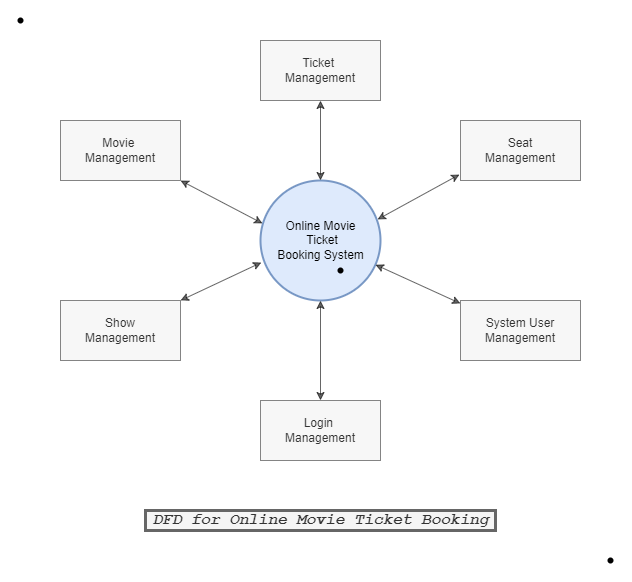 Ticket
Management
Movie
Management
Seat
Management
Online Movie
Ticket
Booking System
Show
Management
System User
Management
Login
Management
DFD for Online Movie Ticket Booking